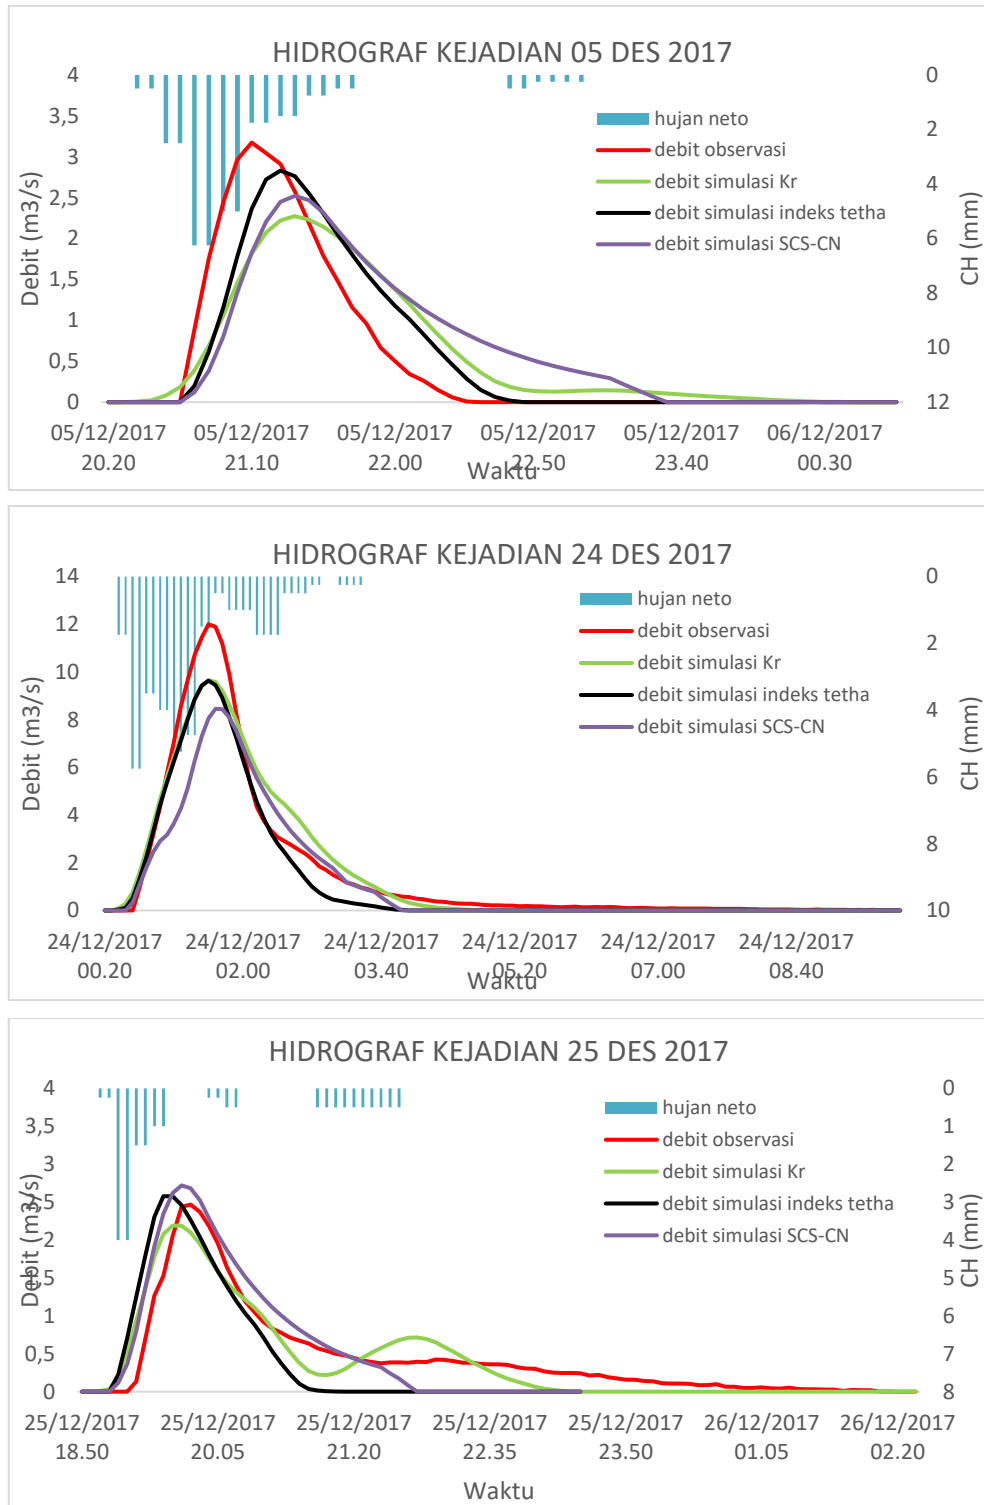 HIDROGRAF KEJADIAN 05 DES 2017
4
3,5
3
2,5
2
1,5
1
0,5
0
Debit (m3/s)
0
2
4
6
8
10
12
CH (mm)
hujan neto
debit observasi
debit simulasi Kr
debit simulasi indeks tetha
debit simulasi SCS-CN
05/12/2017 05/12/2017 05/12/2017 05/12/2017 05/12/2017 06/12/2017
20.20 21.10 22.00 22.50 23.40 00.30
Waktu
HIDROGRAF KEJADIAN 24 DES 2017
14
12
10
8
6
4
2
0
Debit (m3/s)
0
2
4
6
8
10
CH (mm)
hujan neto
debit observasi
debit simulasi Kr
debit simulasi indeks tetha
debit simulasi SCS-CN
24/12/2017 24/12/2017 24/12/2017 24/12/2017 24/12/2017 24/12/2017
00.20 02.00 03.40 05.20 07.00 08.40
Waktu
HIDROGRAF KEJADIAN 25 DES 2017
4
3,5
3
2,5
2
1,5
1
0,5
0
Debit (m3/s)
0
1
2
3
4
5
6
7
8
CH (mm)
hujan neto
debit observasi
debit simulasi Kr
debit simulasi indeks tetha
debit simulasi SCS-CN
25/12/2017 25/12/2017 25/12/2017 25/12/2017 25/12/2017 26/12/2017 26/12/2017
18.50 20.05 21.20 22.35 23.50 01.05 02.20
Waktu